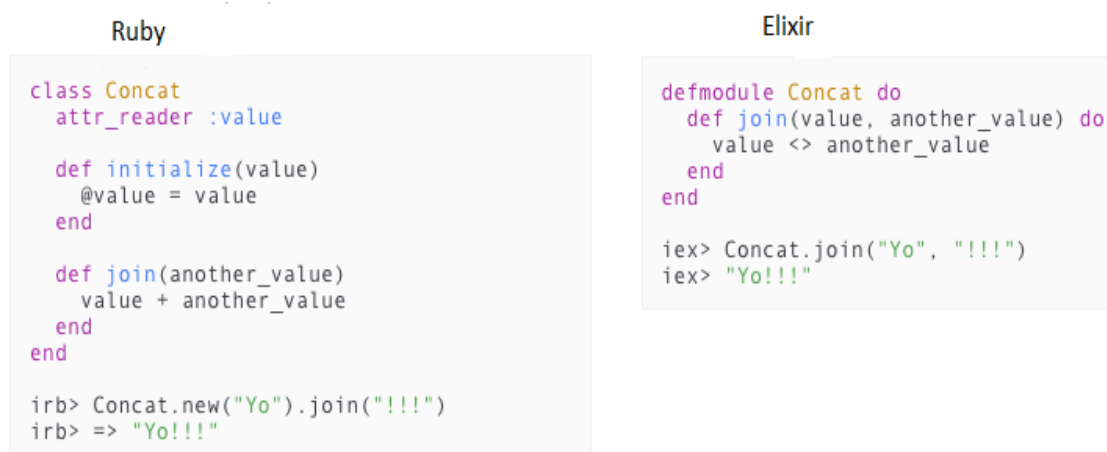 Ruby
class Concat
  attr_reader :value
  def initialize(value)
    @value = value
  end
  def join(another_value)
    value + another_value
  end
end
irb> Concat.new("Yo").join("!!!")
irb> => "Yo!!!"
Elixir
defmodule Concat do
  def join(value, another_value) do
    value <> another_value
  end
end
iex> Concat.join("Yo", "!!!")
iex> "Yo!!!"